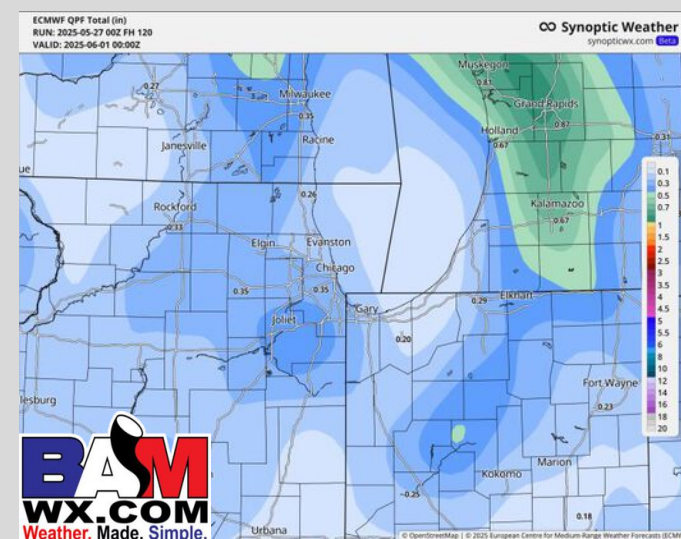 ECMWF QPF Total (in)
RUN: 2025-05-27 00Z FH 120
VALID: 2025-06-01 00:00Z
Synoptic Weather
synopticwx.com Beta
Muskegon
0.81
0.27
Milwaukee
Grand Rapids
0.35
0.87
Holland
0.31
Janesville
Racine
0.67
0.26
Rockford
Kalamazoo
0.33
0.67
Elgin
Evanston
Chicago
0.35
0.35
0.29
Elkhart
Gary
Joliet
0.20
Fort Wayne
lesburg
0.23
Marion
Kokomo
0.25
0.18
Urbana
0.1
0.3
0.5
0.7
1
1.5
2
2.5
3
3.5
4
4.5
5
5.5
6
8
10
12
14
16
18
20
BAM
WX.COM
Weather. Made. Simple.
© OpenStreetMap | © 2025 European Centre for Medium-Range Weather Forecasts (ECMW